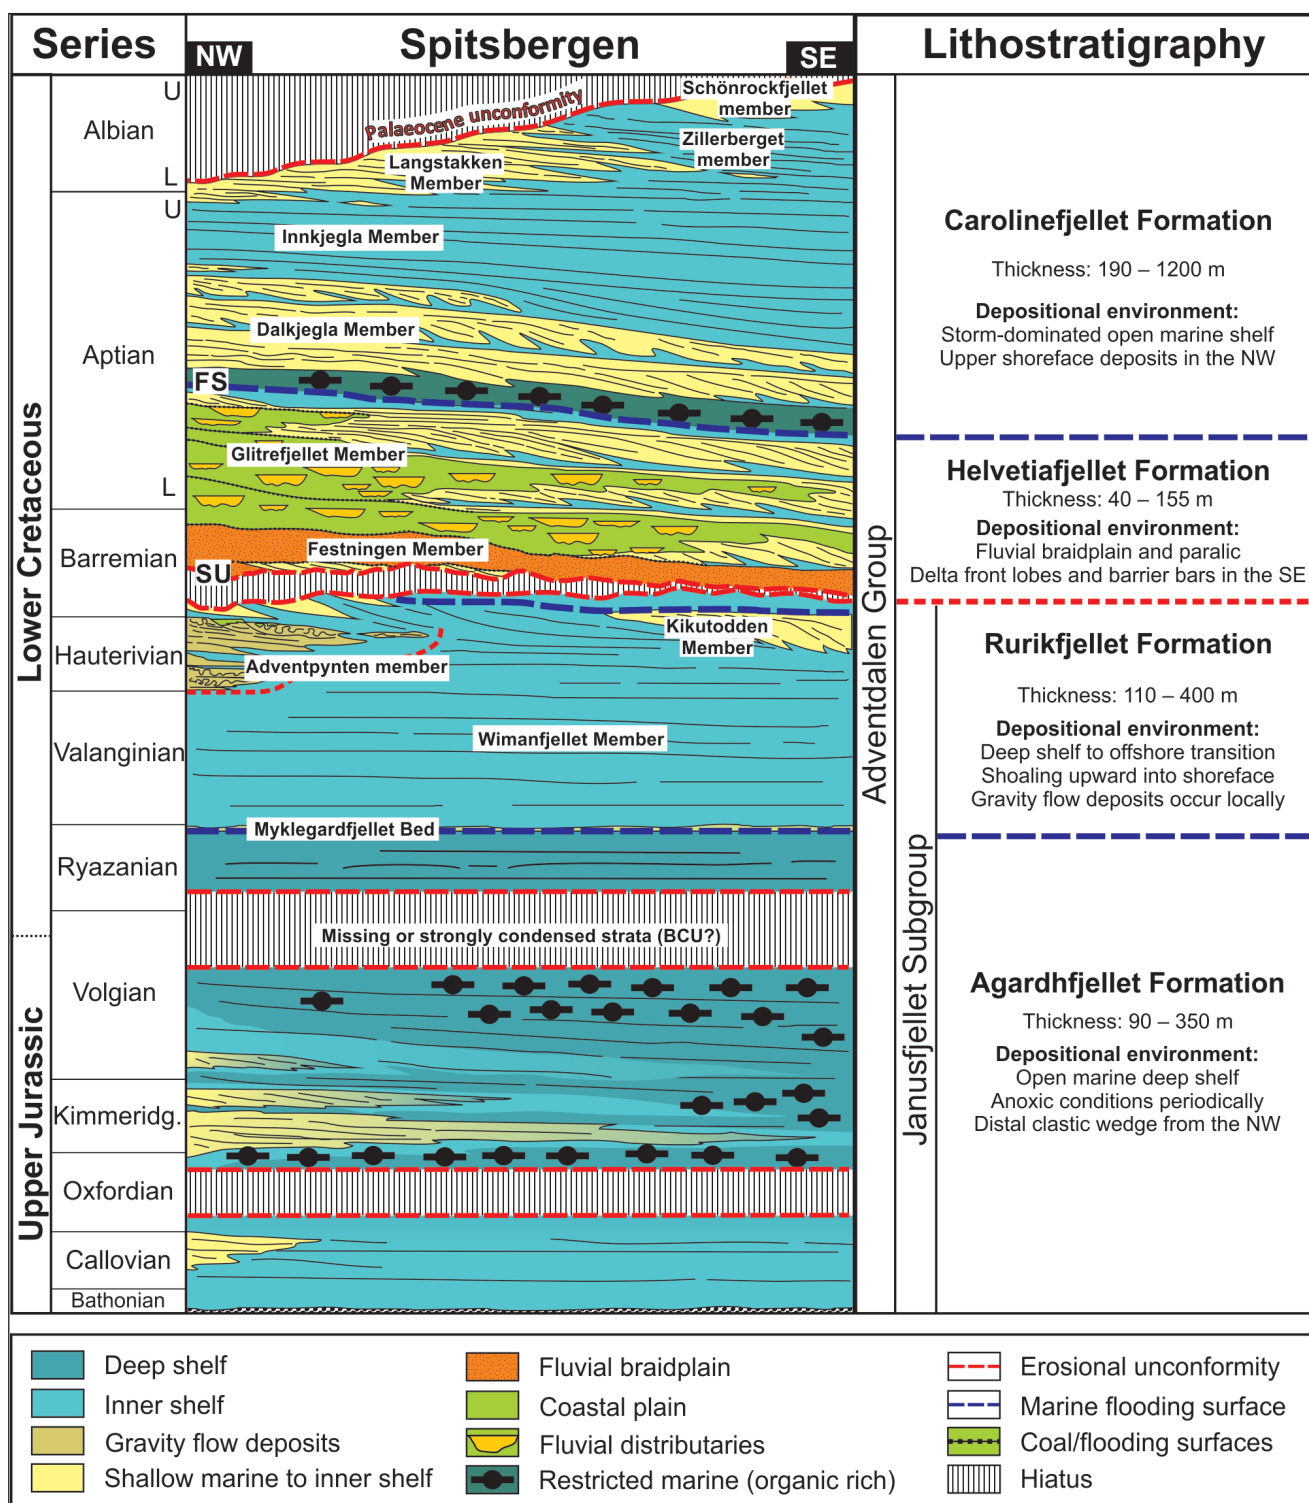 Series
NW
Spitsbergen
SE
Lithostratigraphy
Lower Cretaceous
Upper Jurassic
U
Albian
L
U
Aptian
L
Barremian
Hauterivian
Valanginian
Ryazanian
Volgian
Kimmeridg.
Oxfordian
Callovian
Bathonian
Schönrockfjellet
member
Palaeocene unconformity
Zillerberget
member
Langstakken
Member
Innkjegla Member
Dalkjegla Member
FS
Glitrefjellet Member
Festningen Member
SU
Kikutodden
Member
Adventpynten member
Wimanfjellet Member
Myklegardfjellet Bed
Missing or strongly condensed strata (BCU?)
Adventdalen Group
Janusfjellet Subgroup
Carolinefjellet Formation
Thickness: 190 – 1200 m
Depositional environment:
Storm-dominated open marine shelf
Upper shoreface deposits in the NW
Helvetiafjellet Formation
Thickness: 40 – 155 m
Depositional environment:
Fluvial braidplain and paralic
Delta front lobes and barrier bars in the SE
Rurikfjellet Formation
Thickness: 110 – 400 m
Depositional environment:
Deep shelf to offshore transition
Shoaling upward into shoreface
Gravity flow deposits occur locally
Agardhfjellet Formation
Thickness: 90 – 350 m
Depositional environment:
Open marine deep shelf
Anoxic conditions periodically
Distal clastic wedge from the NW
Deep shelf
Inner shelf
Gravity flow deposits
Shallow marine to inner shelf
Fluvial braidplain
Coastal plain
Fluvial distributaries
Restricted marine (organic rich)
Erosional unconformity
Marine flooding surface
Coal/flooding surfaces
Hiatus